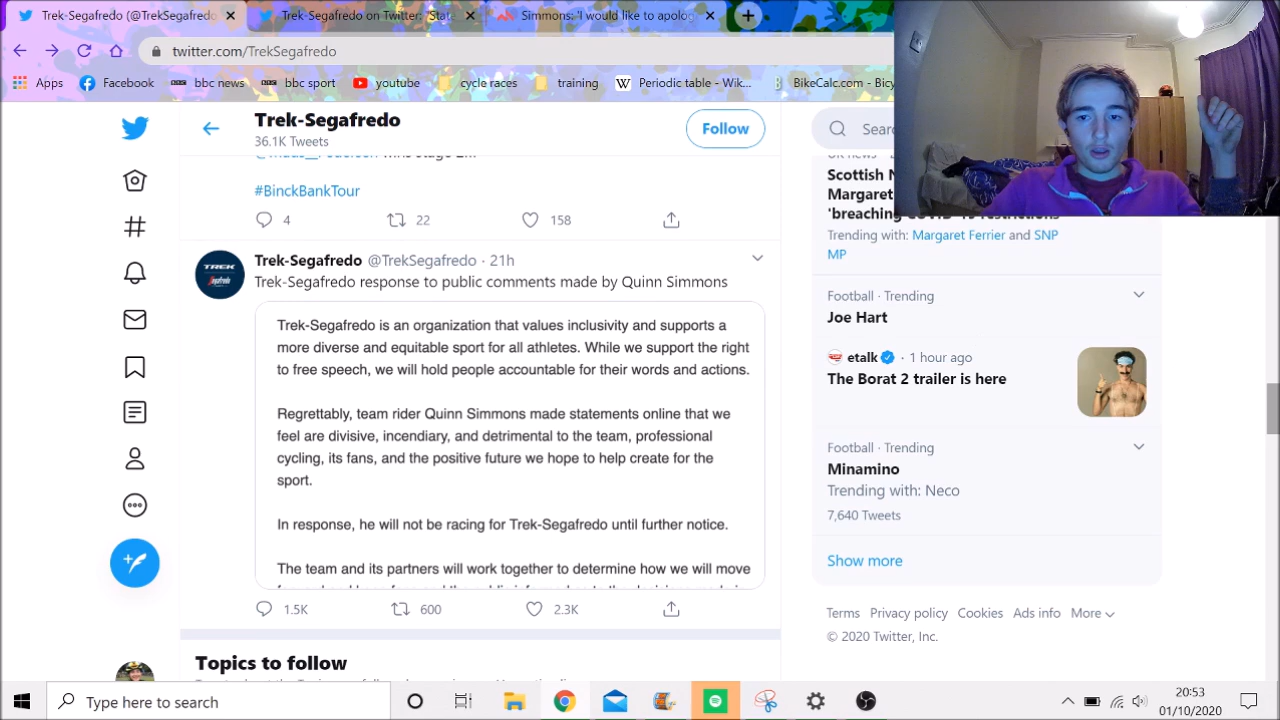 Trek-Segafredo (@TrekSegafredo
Trek-Segafredo on Twitter: "State
Simmons: 'I would like to apolog
twitter.com/TrekSegafredo
Apps
Facebook
bbc news
bbc sport
youtube
cycle races
training
Periodic table - Wik...
BikeCalc.com - Bicy
Trek-Segafredo
36.1K Tweets
Follow
#BinckBankTour
4
22
158
Trek-Segafredo @TrekSegafredo · 21h
Trek-Segafredo response to public comments made by Quinn Simmons
Trek-Segafredo is an organization that values inclusivity and supports a
more diverse and equitable sport for all athletes. While we support the right
to free speech, we will hold people accountable for their words and actions.
Regrettably, team rider Quinn Simmons made statements online that we
feel are divisive, incendiary, and detrimental to the team, professional
cycling, its fans, and the positive future we hope to help create for the
sport.
In response, he will not be racing for Trek-Segafredo until further notice.
The team and its partners will work together to determine how we will move
1.5K
600
2.3K
Topics to follow
Sear
UK news
Scottish N
Margaret
'breaching COVID-19 restrictions
Trending with: Margaret Ferrier and SNP
MP
Football · Trending
Joe Hart
etalk · 1 hour ago
The Borat 2 trailer is here
Football · Trending
Minamino
Trending with: Neco
7,640 Tweets
Show more
Terms Privacy policy Cookies Ads info More
© 2020 Twitter, Inc.
Type here to search
20:53
01/10/2020